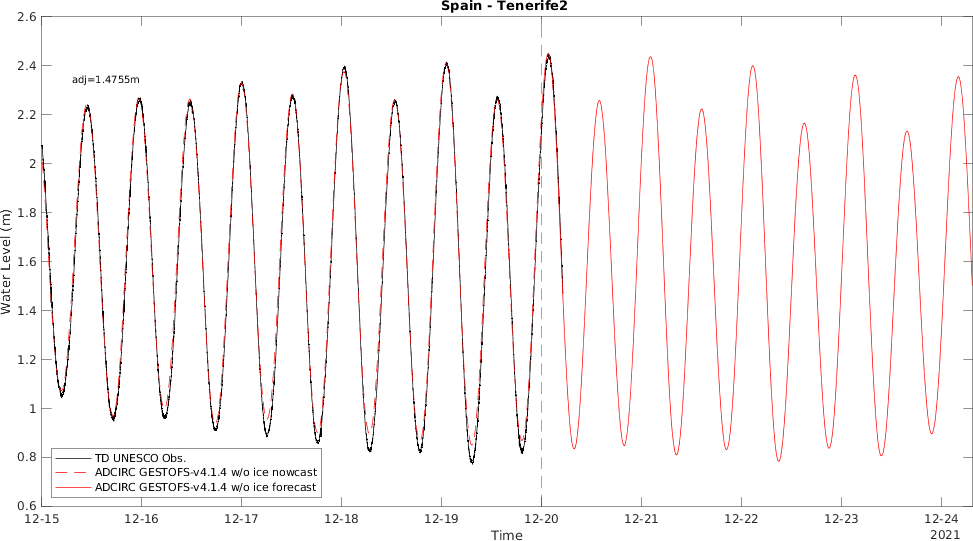 Spain - Tenerife2
2.6
2.4
adj=1.4755m
2.2
2
1.8
1.6
1.4
1.2
1
0.8
0.6
Water Level (m)
TD UNESCO Obs.
ADCIRC GESTOFS-v4.1.4 w/o ice nowcast
ADCIRC GESTOFS-v4.1.4 w/o ice forecast
12-15 12-16 12-17 12-18 12-19 12-20 12-21 12-22 12-23 12-24
Time
2021